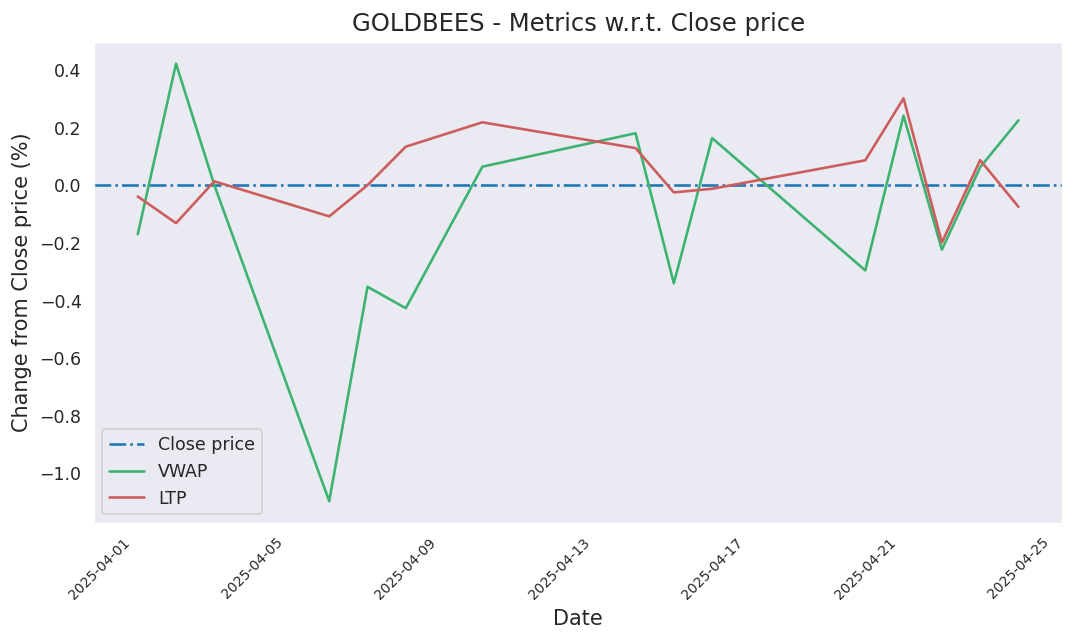 GOLDBEES - Metrics w.r.t. Close price
Change from Close price (%)
0.4
0.2
0.0
−0.2
−0.4
−0.6
−0.8
−1.0
Close price
VWAP
LTP
2025-04-01
2025-04-05
2025-04-09
2025-04-13
2025-04-17
2025-04-21
2025-04-25
Date